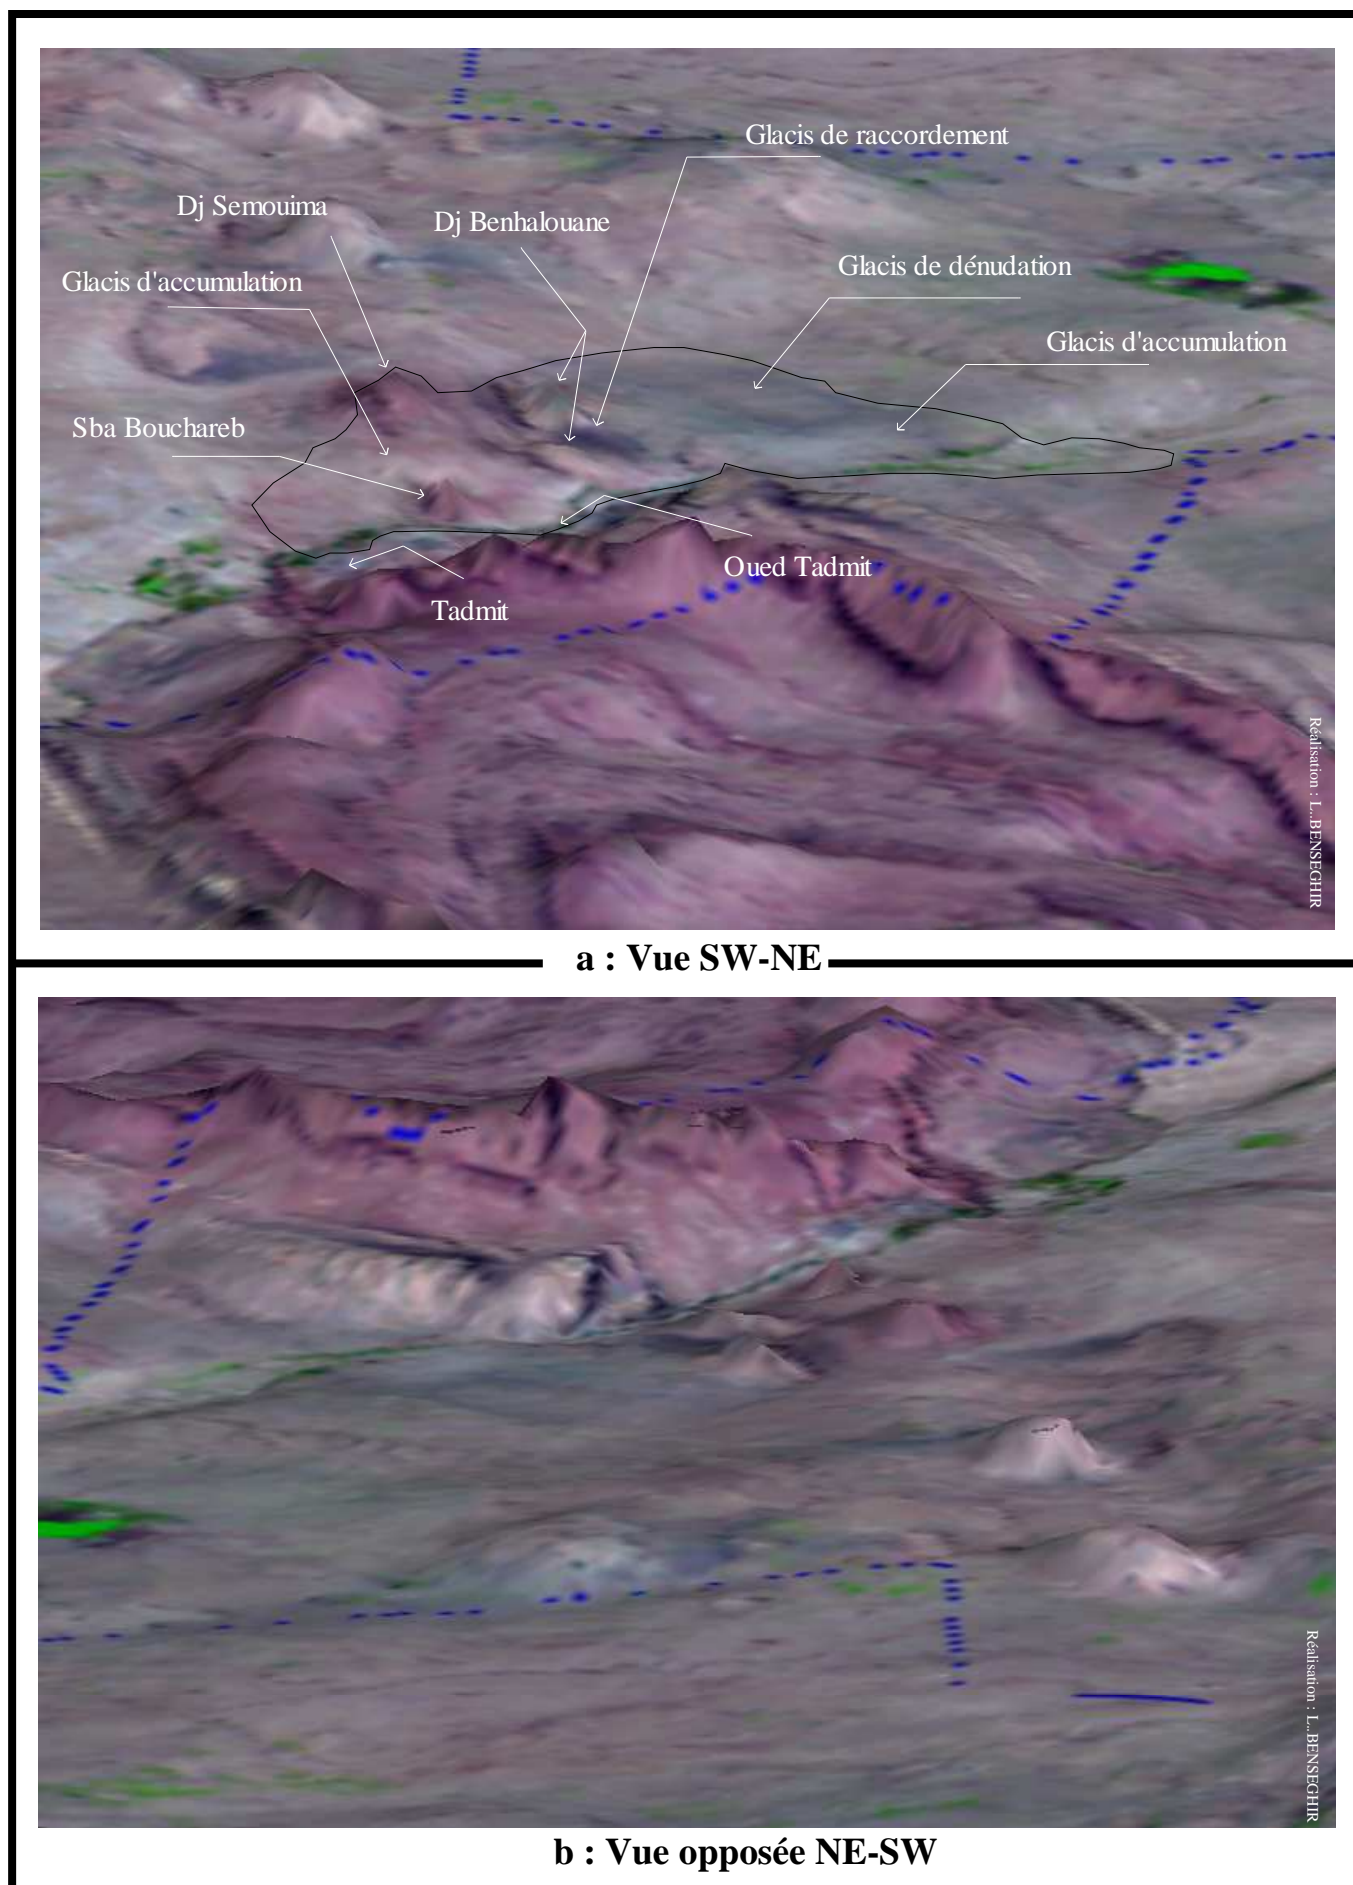 Glacis de raccordement
Dj Semouima
Dj Benhalouane
Glacis de dénudation
Glacis d'accumulation
Glacis d'accumulation
Sba Bouchareb
Oued Tadmit
Tadmit
Réalisation : L..BENSEGHIR
a : Vue SW-NE
Réalisation : L..BENSEGHIR
b : Vue opposée NE-SW